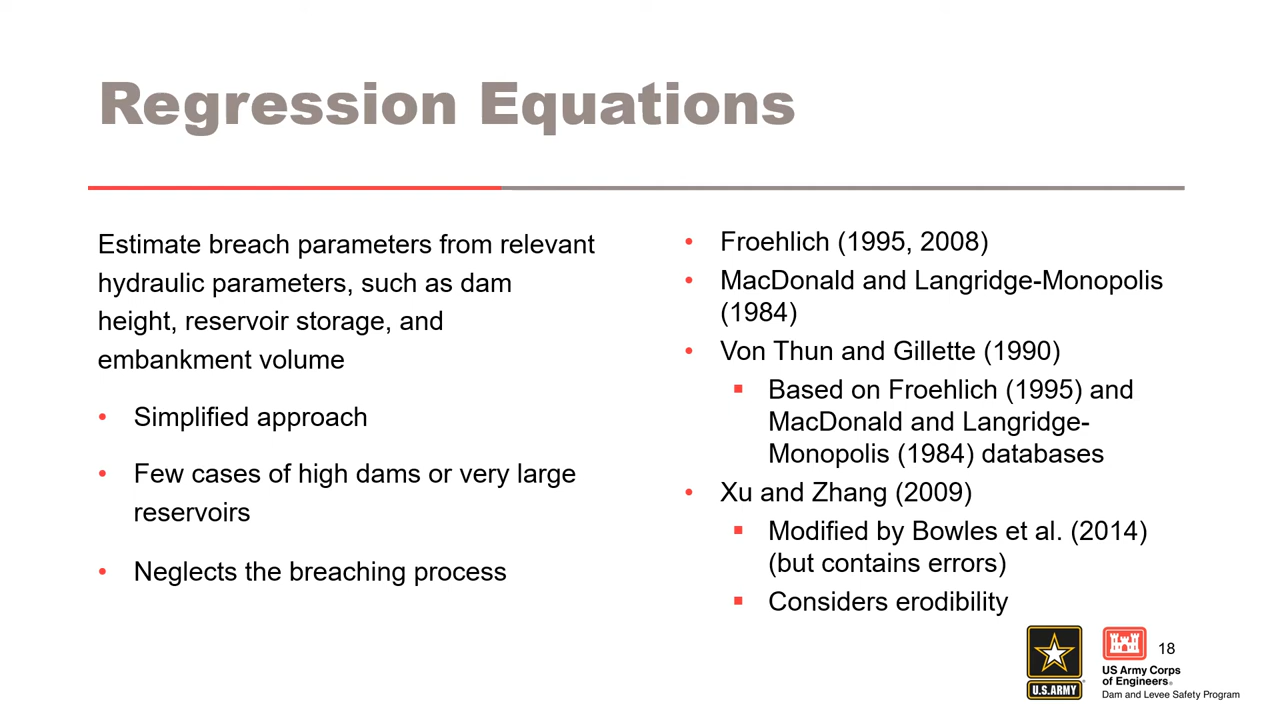 Regression Equations
Estimate breach parameters from relevant
hydraulic parameters, such as dam
height, reservoir storage, and
embankment volume
• Simplified approach
• Few cases of high dams or very large
reservoirs
• Neglects the breaching process
• Froehlich (1995, 2008)
• MacDonald and Langridge-Monopolis
(1984)
• Von Thun and Gillette (1990)
▪ Based on Froehlich (1995) and
MacDonald and Langridge-
Monopolis (1984) databases
• Xu and Zhang (2009)
▪ Modified by Bowles et al. (2014)
(but contains errors)
▪ Considers erodibility
U.S.ARMY
US Army Corps
of Engineers®
Dam and Levee Safety Program
18